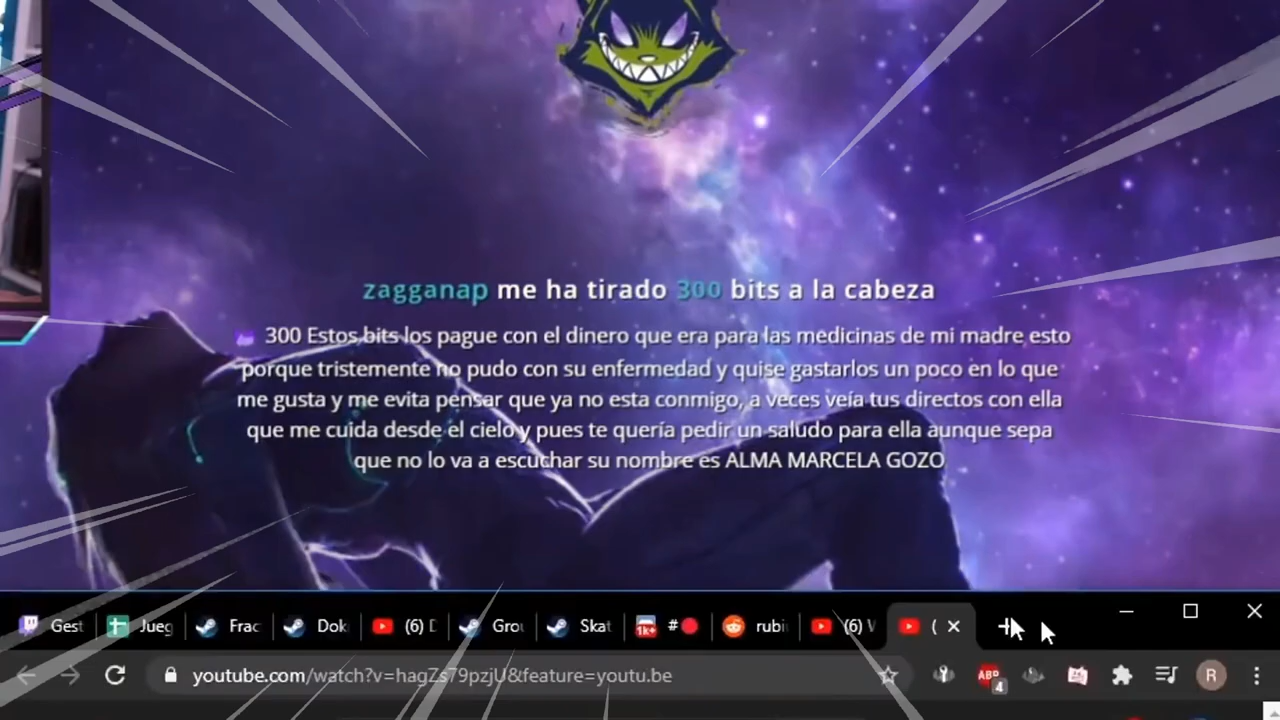 zagganap me ha tirado 300 bits a la cabeza
300 Estos bits los pague con el dinero que era para las medicinas de mi madre esto
porque tristemente no pudo con su enfermedad y quise gastarlos un poco en lo que
me gusta y me evita pensar que ya no esta conmigo, a veces veía tus directos con ella
que me cuida desde el cielo y pues te quería pedir un saludo para ella aunque sepa
que no lo va a escuchar su nombre es ALMA MARCELA GOZO
Gest Jueg Frac Dok (6) D Grou Skat 1k+ # rubi (6) V (
youtube.com/watch?v=hagZs79pzjU&feature=youtu.be ABP 4 R